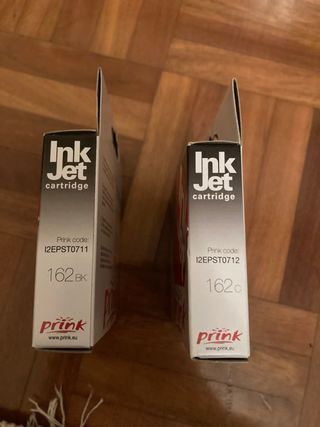 Ink
Jet
cartridge
Prink code:
I2EPST0711
162BK
prink
www.prink.eu
Ink
Jet
cartridge
Prink code:
I2EPST0712
162C
prink
www.prink.eu